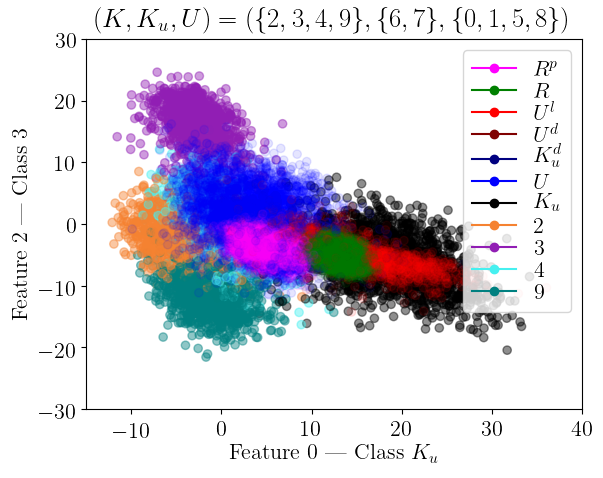 (K, K_u, U) = ({2, 3, 4, 9}, {6, 7}, {0, 1, 5, 8})
30
20
10
0
−10
−20
−30
Feature 2 — Class 3
R^p
R
U^l
U^d
K_u^d
U
K_u
2
3
4
9
−10 0 10 20 30 40
Feature 0 — Class K_u